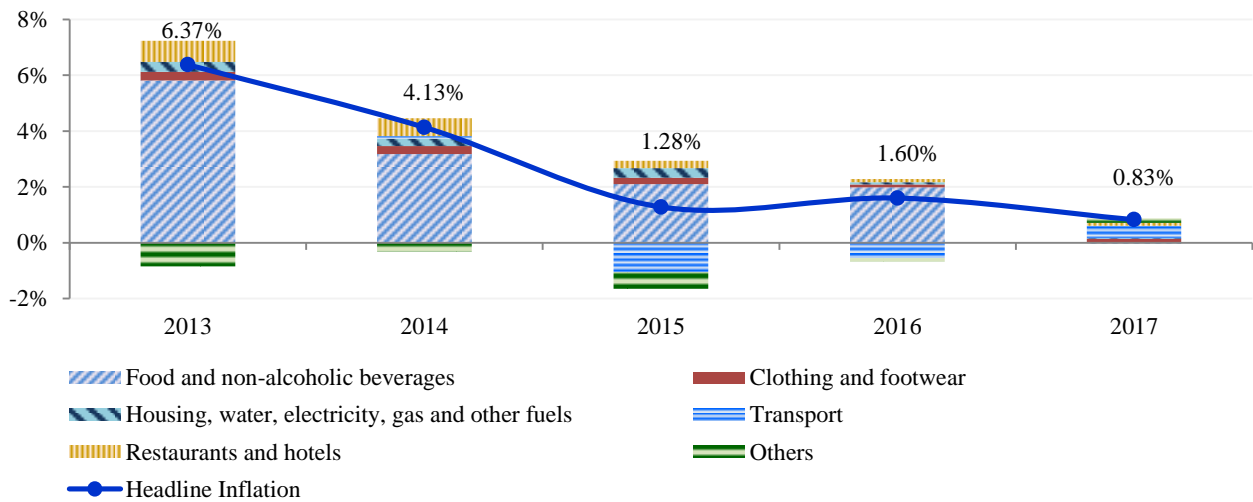 8%
6%
4%
2%
0%
-2%
6.37%
4.13%
1.28%
1.60%
0.83%
2013 2014 2015 2016 2017
Food and non-alcoholic beverages Clothing and footwear
Housing, water, electricity, gas and other fuels Transport
Restaurants and hotels Others
Headline Inflation